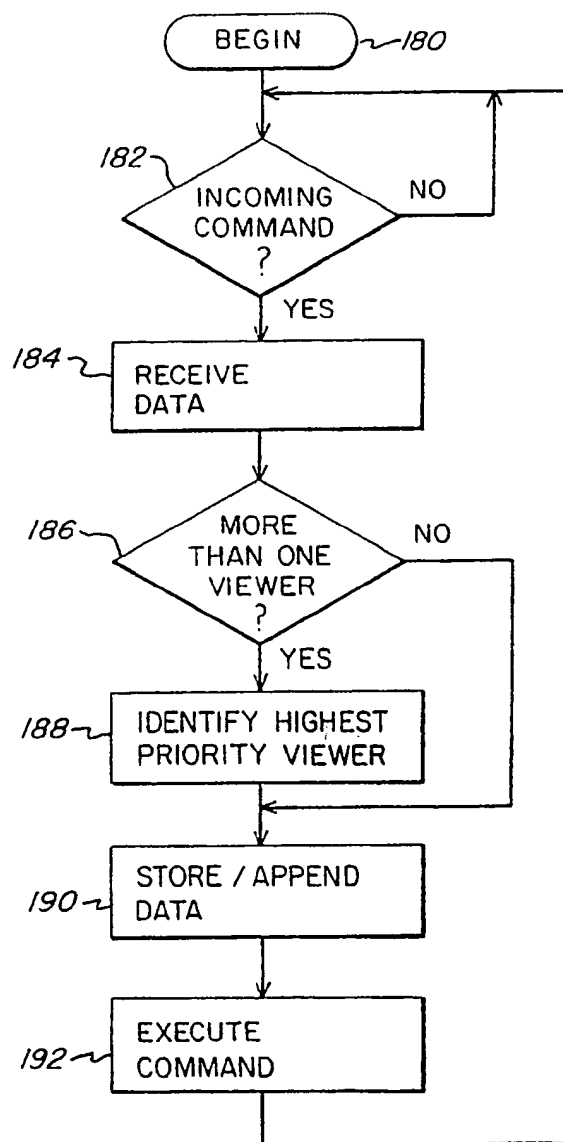 BEGIN 180
182
INCOMING
COMMAND
?
NO
YES
184
RECEIVE
DATA
186
MORE
THAN ONE
VIEWER
?
NO
YES
188
IDENTIFY HIGHEST
PRIORITY VIEWER
190
STORE / APPEND
DATA
192
EXECUTE
COMMAND